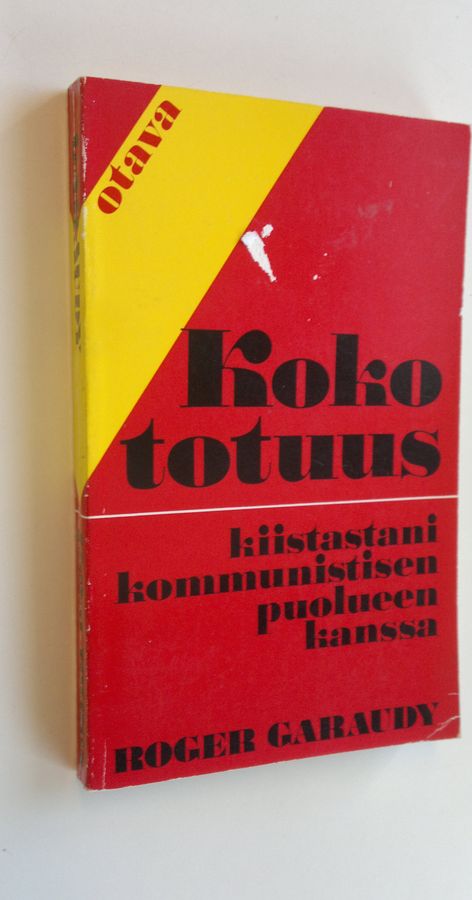 otava
Koko
totuus
kiistastani
kommunistisen
puolueen
kanssa
ROGER GARAUDY